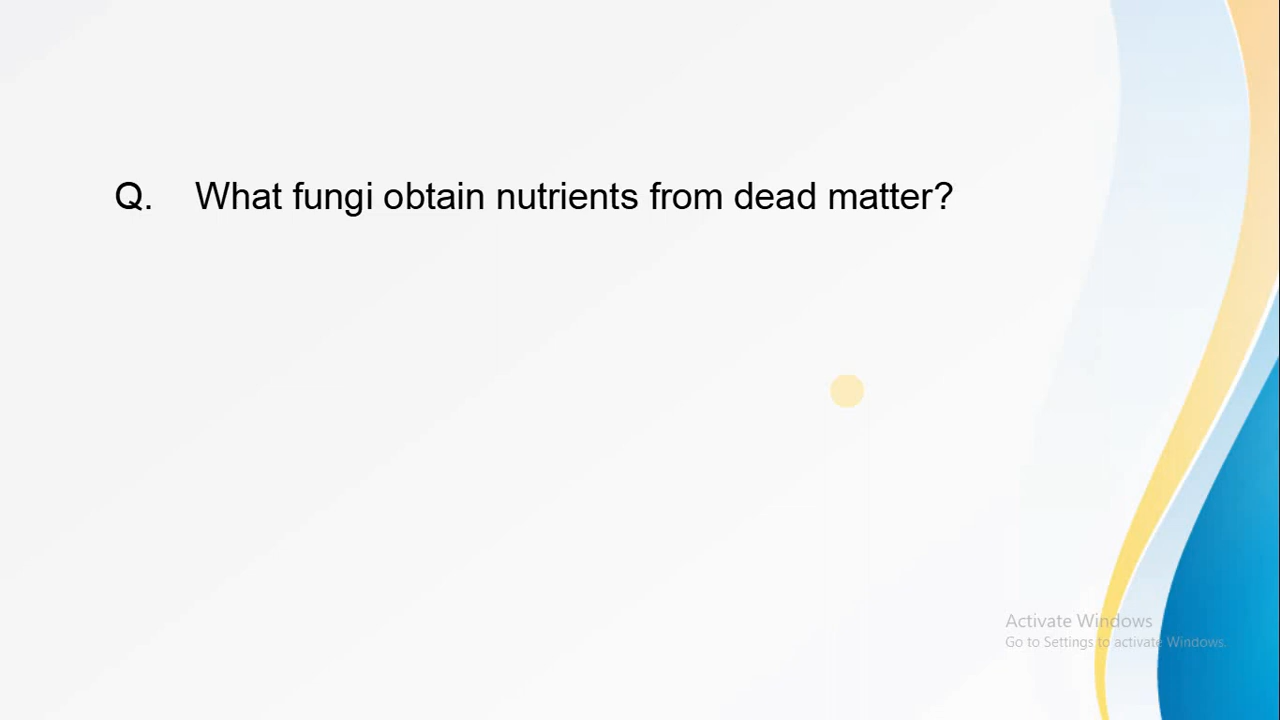 Q. What fungi obtain nutrients from dead matter?
Activate Windows
Go to Settings to activate Windows.